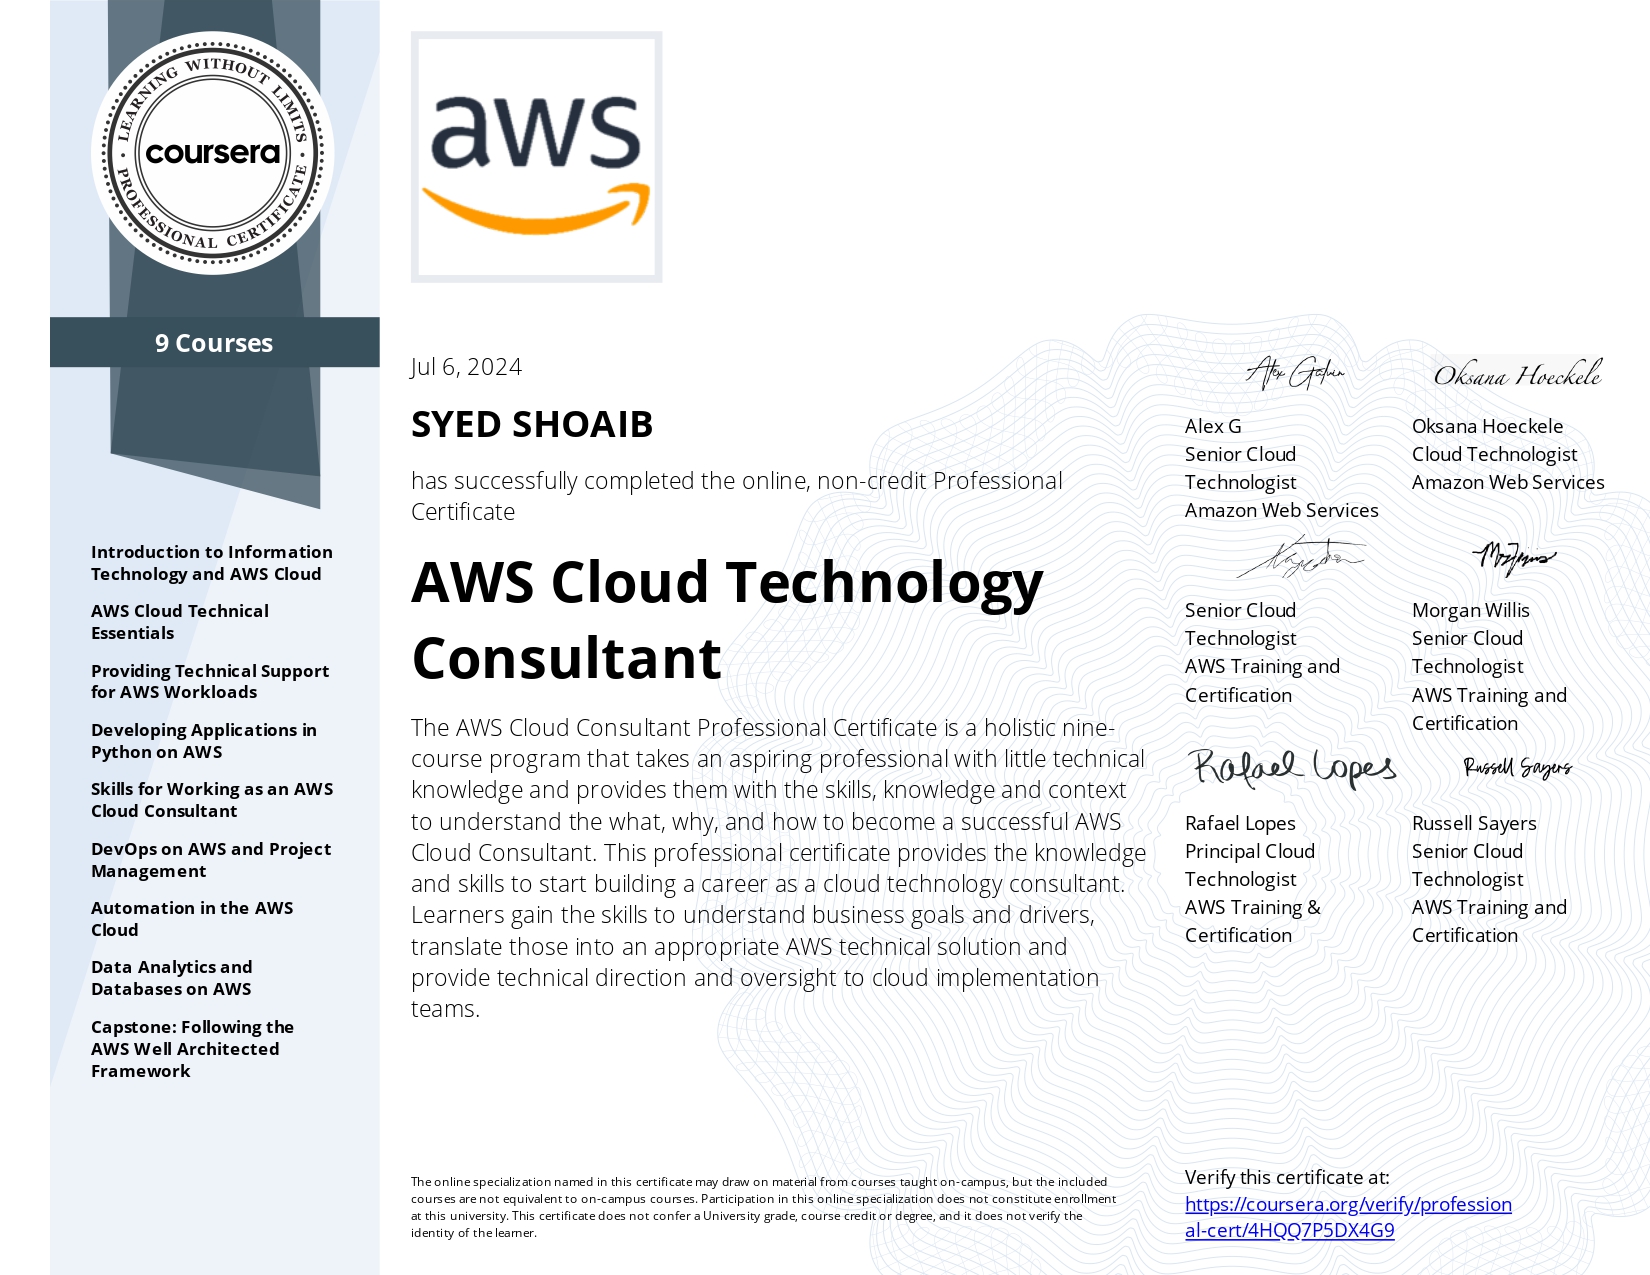 LEARNING WITHOUT LIMITS
coursera
PROFESSIONAL CERTIFICATE
9 Courses
Introduction to Information
Technology and AWS Cloud
AWS Cloud Technical
Essentials
Providing Technical Support
for AWS Workloads
Developing Applications in
Python on AWS
Skills for Working as an AWS
Cloud Consultant
DevOps on AWS and Project
Management
Automation in the AWS
Cloud
Data Analytics and
Databases on AWS
Capstone: Following the
AWS Well Architected
Framework
aws
Jul 6, 2024
SYED SHOAIB
has successfully completed the online, non-credit Professional
Certificate
AWS Cloud Technology
Consultant
The AWS Cloud Consultant Professional Certificate is a holistic nine-
course program that takes an aspiring professional with little technical
knowledge and provides them with the skills, knowledge and context
to understand the what, why, and how to become a successful AWS
Cloud Consultant. This professional certificate provides the knowledge
and skills to start building a career as a cloud technology consultant.
Learners gain the skills to understand business goals and drivers,
translate those into an appropriate AWS technical solution and
provide technical direction and oversight to cloud implementation
teams.
Alex G
Senior Cloud
Technologist
Amazon Web Services
Oksana Hoeckele
Oksana Hoeckele
Cloud Technologist
Amazon Web Services
Senior Cloud
Technologist
AWS Training and
Certification
Morgan Willis
Senior Cloud
Technologist
AWS Training and
Certification
Rafael Lopes
Rafael Lopes
Principal Cloud
Technologist
AWS Training &
Certification
Russell Sayers
Russell Sayers
Senior Cloud
Technologist
AWS Training and
Certification
The online specialization named in this certificate may draw on material from courses taught on-campus, but the included
courses are not equivalent to on-campus courses. Participation in this online specialization does not constitute enrollment
at this university. This certificate does not confer a University grade, course credit or degree, and it does not verify the
identity of the learner.
Verify this certificate at:
https://coursera.org/verify/profession
al-cert/4HQQ7P5DX4G9